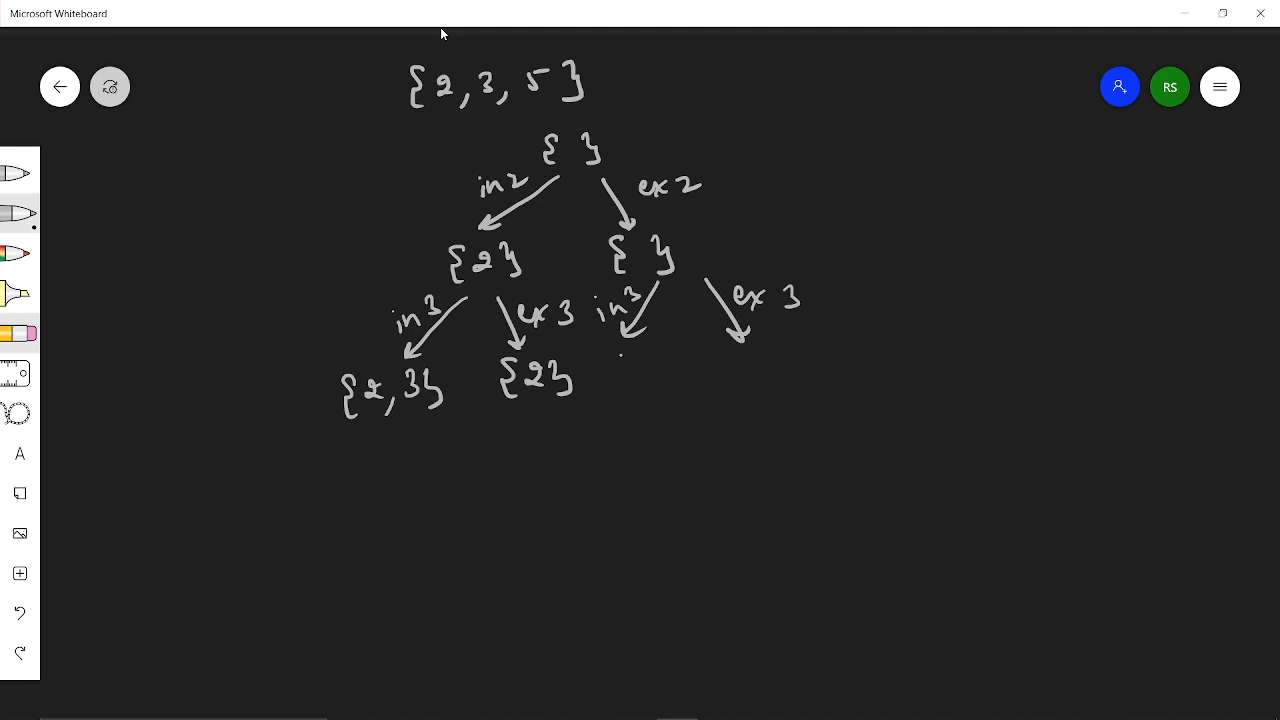 Microsoft Whiteboard
{2, 3, 5}
RS
{ }
in 2
ex 2
{2}
{ }
in 3
ex 3
in 3
ex 3
{2, 3}
{2}
A